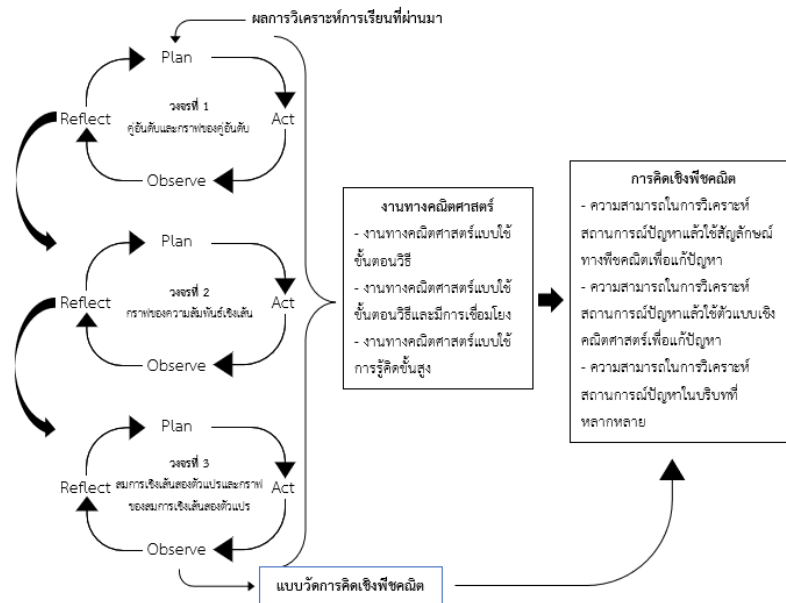 ผลการวิเคราะห์การเรียนที่ผ่านมา
Plan
วงจรที่ 1
Reflect
คู่อันดับและกราฟของคู่อันดับ
Act
Observe
Plan
วงจรที่ 2
Reflect
กราฟของความสัมพันธ์เชิงเส้น
Act
Observe
Plan
วงจรที่ 3
Reflect
สมการเชิงเส้นสองตัวแปรและกราฟ
ของสมการเชิงเส้นสองตัวแปร
Act
Observe
แบบวัดการคิดเชิงพีชคณิต
งานทางคณิตศาสตร์
- งานทางคณิตศาสตร์แบบใช้
ขั้นตอนวิธี
- งานทางคณิตศาสตร์แบบใช้
ขั้นตอนวิธีและมีการเชื่อมโยง
- งานทางคณิตศาสตร์แบบใช้
การรู้คิดขั้นสูง
การคิดเชิงพีชคณิต
- ความสามารถในการวิเคราะห์
สถานการณ์ปัญหาแล้วใช้สัญลักษณ์
ทางพีชคณิตเพื่อแก้ปัญหา
- ความสามารถในการวิเคราะห์
สถานการณ์ปัญหาแล้วใช้ตัวแบบเชิง
คณิตศาสตร์เพื่อแก้ปัญหา
- ความสามารถในการวิเคราะห์
สถานการณ์ปัญหาในบริบทที่
หลากหลาย